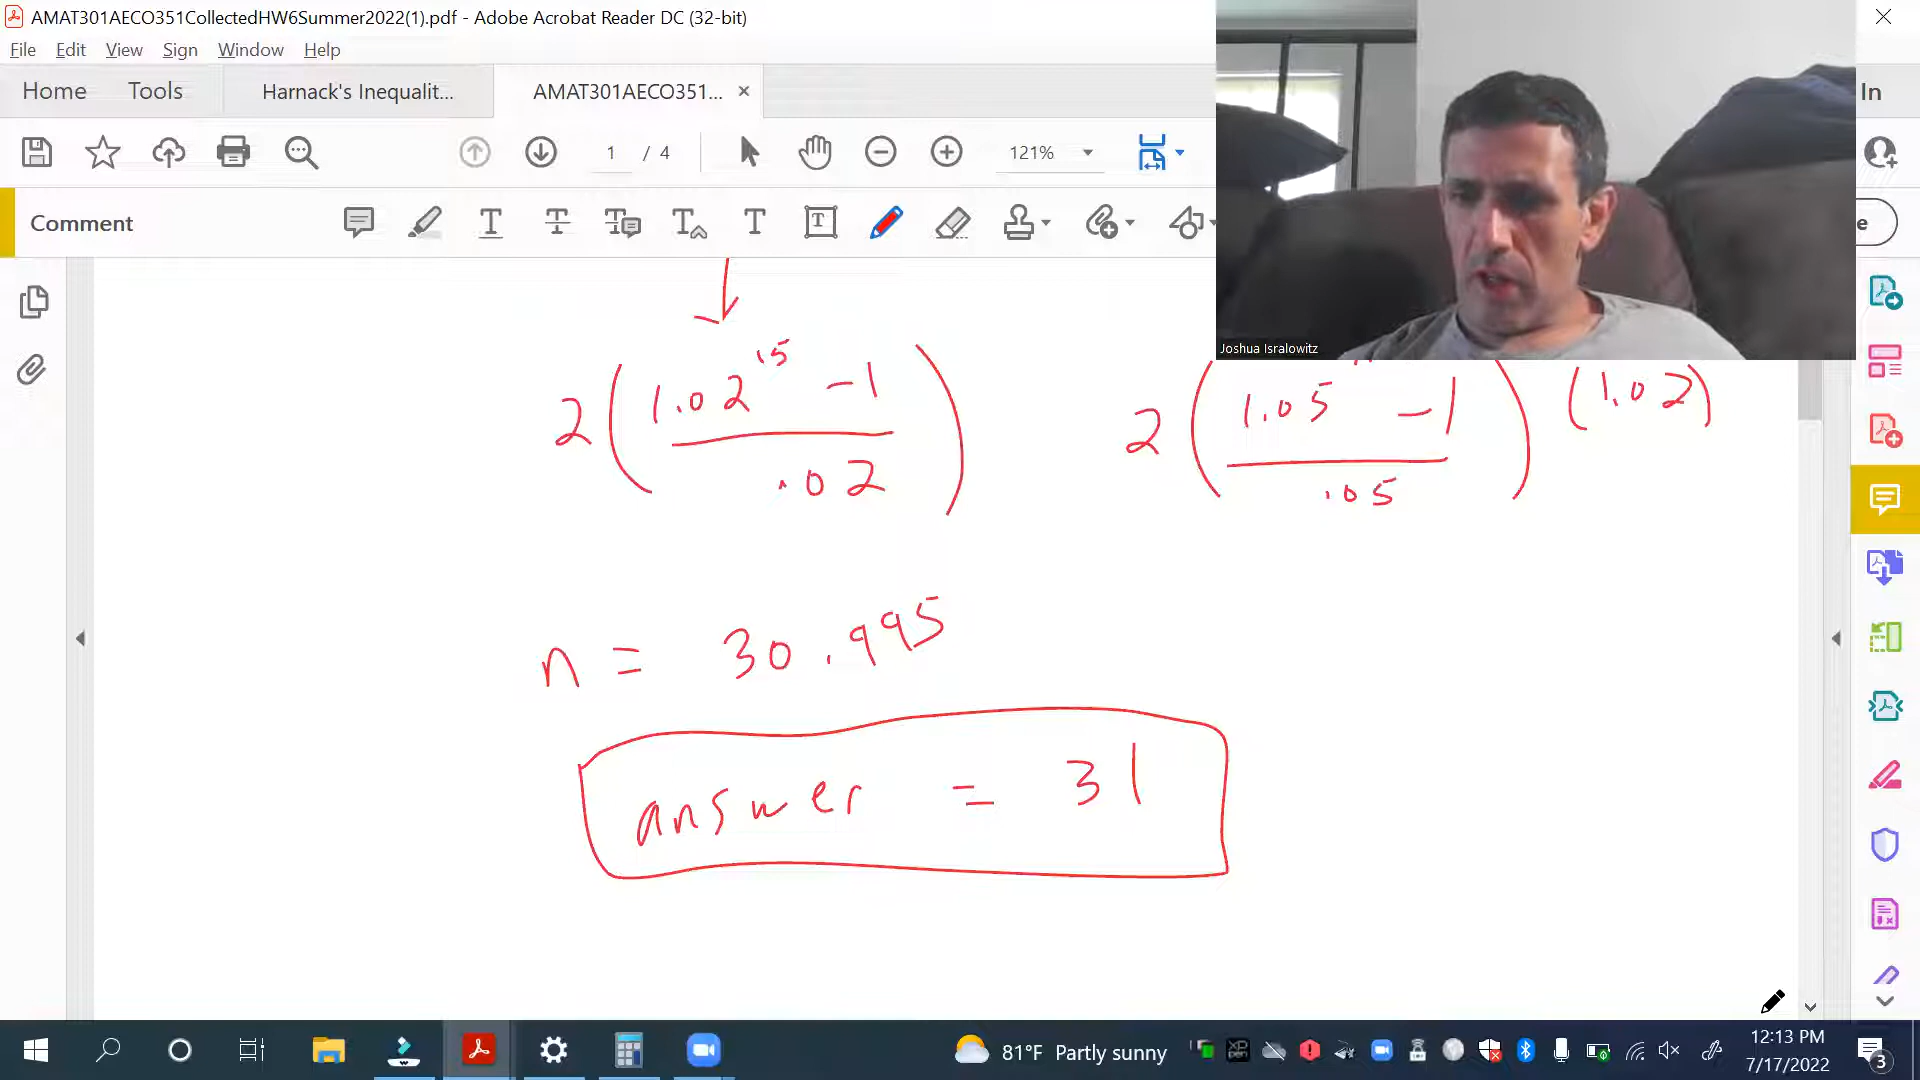 AMAT301AECO351CollectedHW6Summer2022(1).pdf - Adobe Acrobat Reader DC (32-bit)
File Edit View Sign Window Help
Home Tools Harnack's Inequalit... AMAT301AECO351... In
1 / 4 121%
Comment e
Joshua Isralowitz
2 ( 1.02^15 - 1 / .02 )
2 ( 1.05 - 1 / .05 ) (1.02)
n = 30.995
answer = 31
81°F Partly sunny
12:13 PM
7/17/2022
3